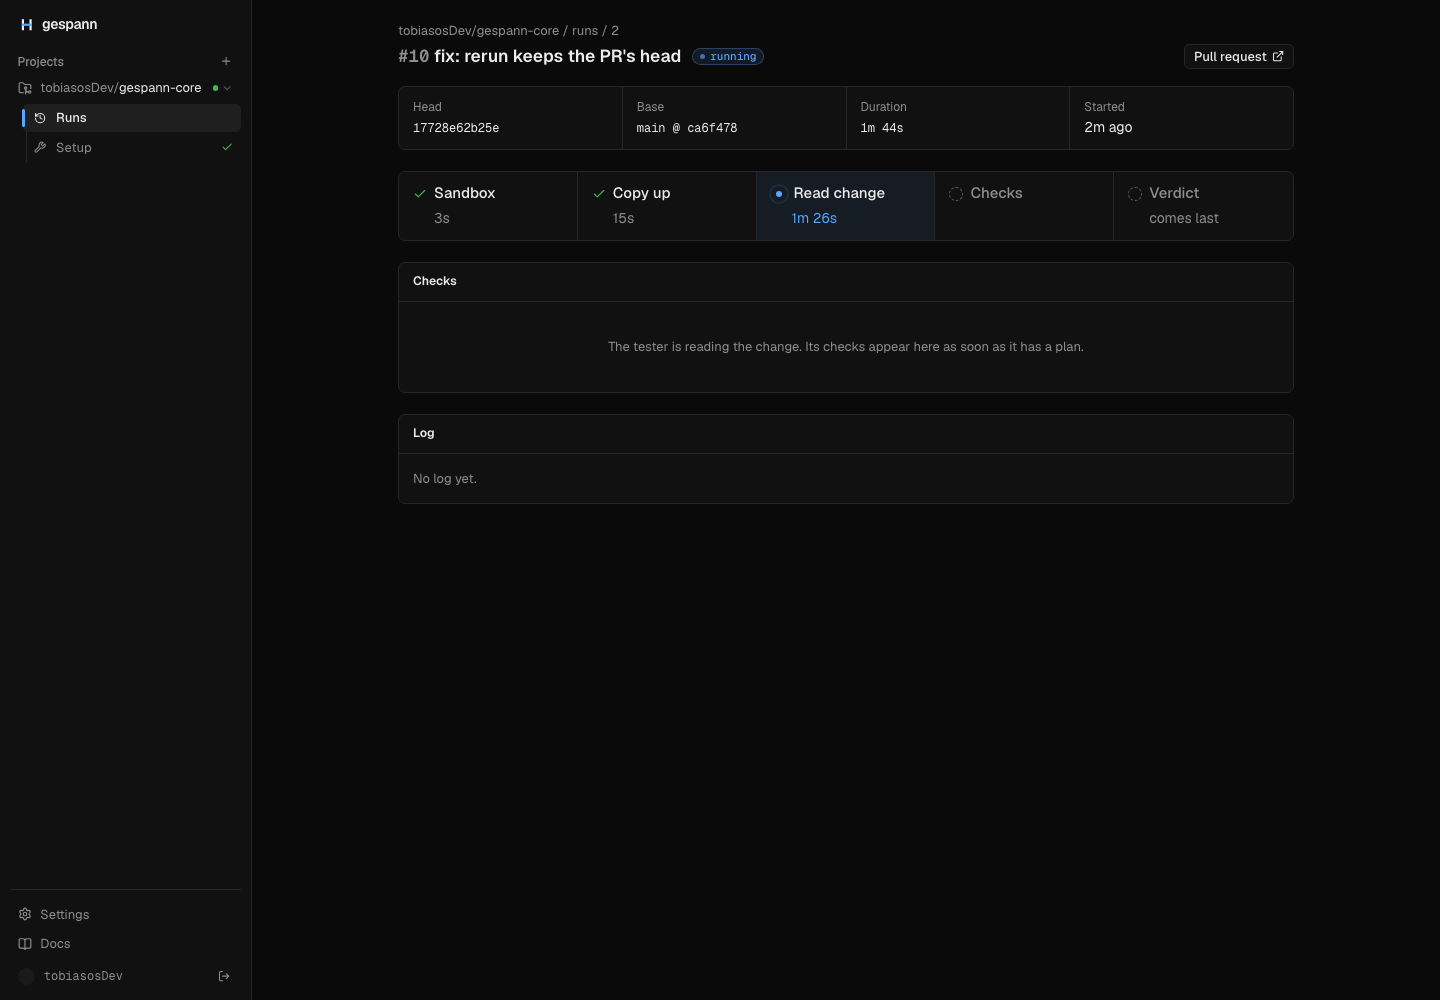 gespann
Projects
tobiasosDev/gespann-core
Runs
Setup
Settings
Docs
tobiasosDev
tobiasosDev/gespann-core / runs / 2
#10 fix: rerun keeps the PR's head
running
Pull request
Head
17728e62b25e
Base
main @ ca6f478
Duration
1m 44s
Started
2m ago
Sandbox
3s
Copy up
15s
Read change
1m 26s
Checks
Verdict
comes last
Checks
The tester is reading the change. Its checks appear here as soon as it has a plan.
Log
No log yet.